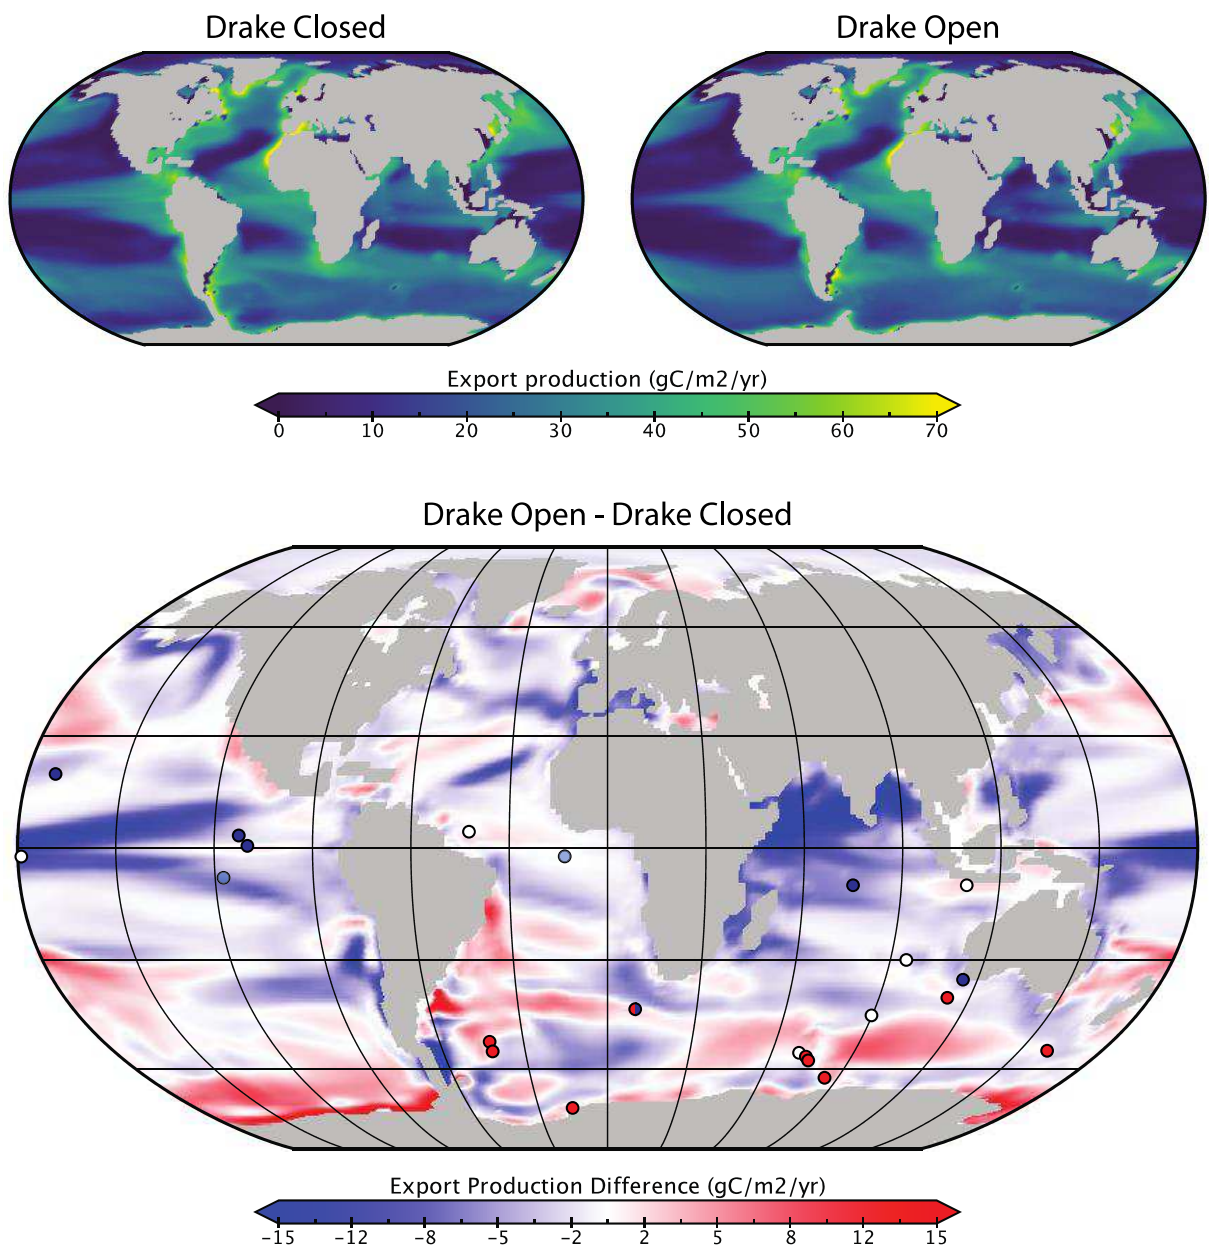 Drake Closed
Drake Open
Export production (gC/m2/yr)
0 10 20 30 40 50 60 70
Drake Open - Drake Closed
Export Production Difference (gC/m2/yr)
−15 −12 −8 −5 −2 2 5 8 12 15